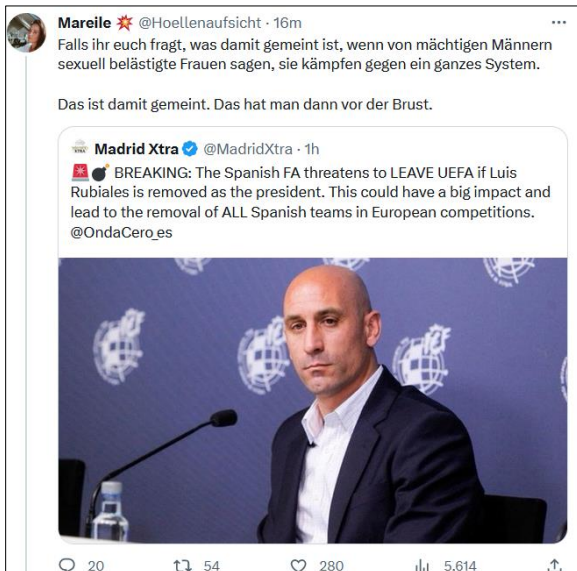 Mareile 💥 @Hoellenaufsicht · 16m
Falls ihr euch fragt, was damit gemeint ist, wenn von mächtigen Männern
sexuell belästigte Frauen sagen, sie kämpfen gegen ein ganzes System.
Das ist damit gemeint. Das hat man dann vor der Brust.
Madrid Xtra @MadridXtra · 1h
🚨💣 BREAKING: The Spanish FA threatens to LEAVE UEFA if Luis
Rubiales is removed as the president. This could have a big impact and
lead to the removal of ALL Spanish teams in European competitions.
@OndaCero_es
20 54 280 5.614